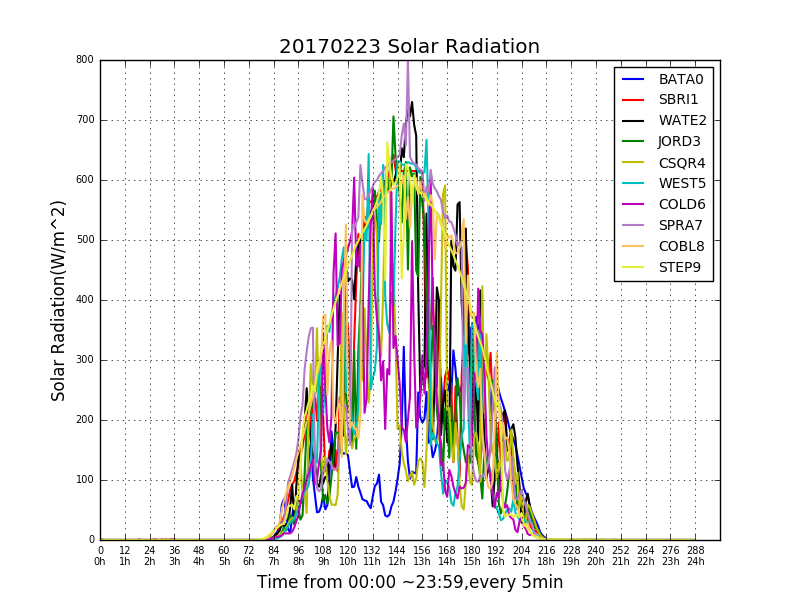 20170223 Solar Radiation
800
700
600
500
400
300
200
100
0
Solar Radiation(W/m^2)
BATA0
SBRI1
WATE2
JORD3
CSQR4
WEST5
COLD6
SPRA7
COBL8
STEP9
0 12 24 36 48 60 72 84 96 108 120 132 144 156 168 180 192 204 216 228 240 252 264 276 288
0h 1h 2h 3h 4h 5h 6h 7h 8h 9h 10h 11h 12h 13h 14h 15h 16h 17h 18h 19h 20h 21h 22h 23h 24h
Time from 00:00 ~23:59,every 5min